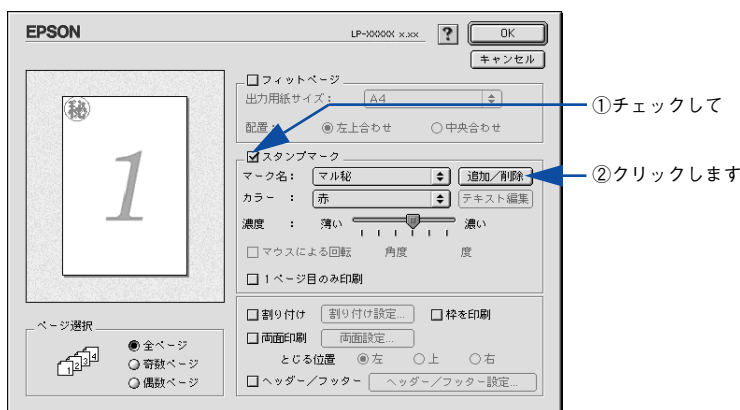 EPSON
LP-XXXXX x.xx
?
OK
キャンセル
㊙
1
フィットページ
出力用紙サイズ： A4
配置： 左上合わせ 中央合わせ
①チェックして
スタンプマーク
マーク名： マル秘 追加／削除
②クリックします
カラー ： 赤 テキスト編集
濃度 ： 薄い 濃い
マウスによる回転 角度 度
1ページ目のみ印刷
割り付け 割り付け設定... 枠を印刷
両面印刷 両面設定...
とじる位置 左 上 右
ヘッダー/フッター ヘッダー/フッター設定...
ページ選択
1 2 3 4
全ページ
奇数ページ
偶数ページ